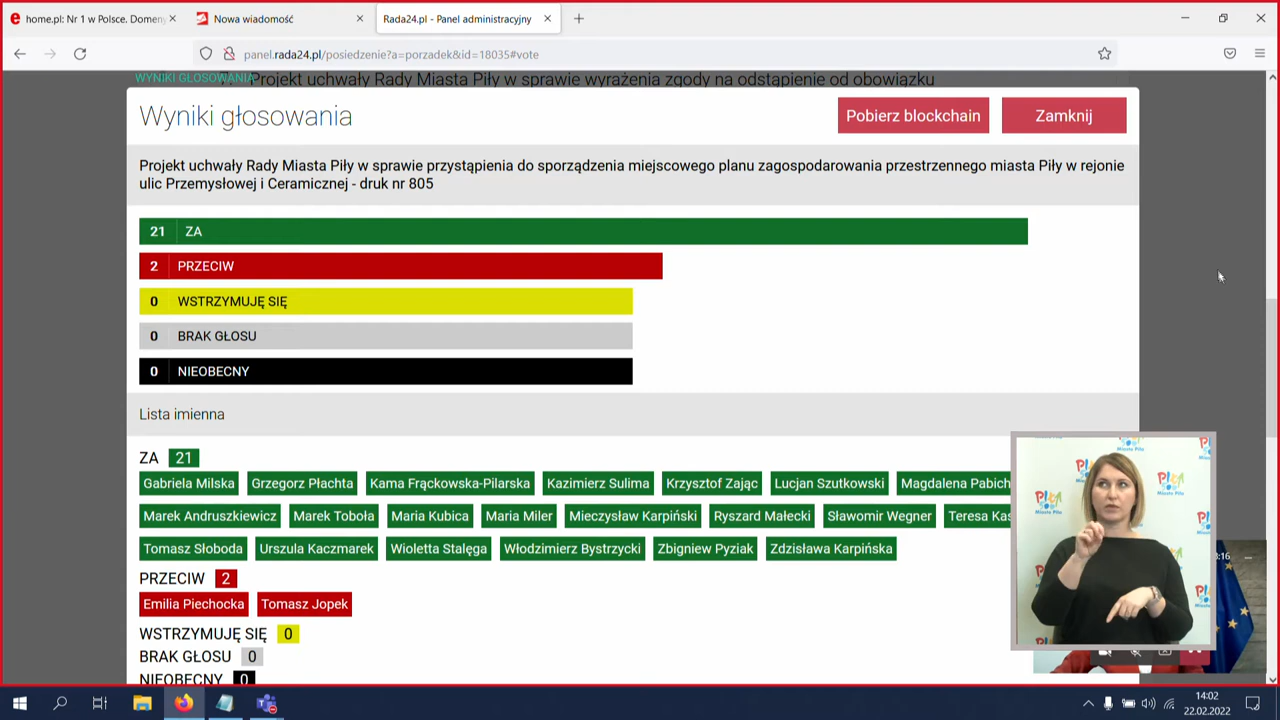 home.pl: Nr 1 w Polsce. Domeny
Nowa wiadomość
Rada24.pl - Panel administracyjny
panel.rada24.pl/posiedzenie?a=porzadek&id=18035#vote
WYNIKI GŁOSOWANIA
Projekt uchwały Rady Miasta Piły w sprawie wyrażenia zgody na odstąpienie od obowiązku
Wyniki głosowania
Pobierz blockchain
Zamknij
Projekt uchwały Rady Miasta Piły w sprawie przystąpienia do sporządzenia miejscowego planu zagospodarowania przestrzennego miasta Piły w rejonie
ulic Przemysłowej i Ceramicznej - druk nr 805
21 ZA
2 PRZECIW
0 WSTRZYMUJĘ SIĘ
0 BRAK GŁOSU
0 NIEOBECNY
Lista imienna
ZA 21
Gabriela Milska Grzegorz Płachta Kama Frąckowska-Pilarska Kazimierz Sulima Krzysztof Zając Lucjan Szutkowski Magdalena Pabich
Marek Andruszkiewicz Marek Toboła Maria Kubica Maria Miler Mieczysław Karpiński Ryszard Małecki Sławomir Wegner Teresa Kas
Tomasz Słoboda Urszula Kaczmarek Wioletta Stalęga Włodzimierz Bystrzycki Zbigniew Pyziak Zdzisława Karpińska
PRZECIW 2
Emilia Piechocka Tomasz Jopek
WSTRZYMUJĘ SIĘ 0
BRAK GŁOSU 0
NIEOBECNY 0
14:02
22.02.2022